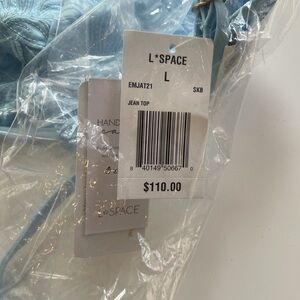 L*SPACE
L
EMJAT21 SKB
JEAN TOP
8 40149 50667 0
$110.00
HAND
L*SPACE